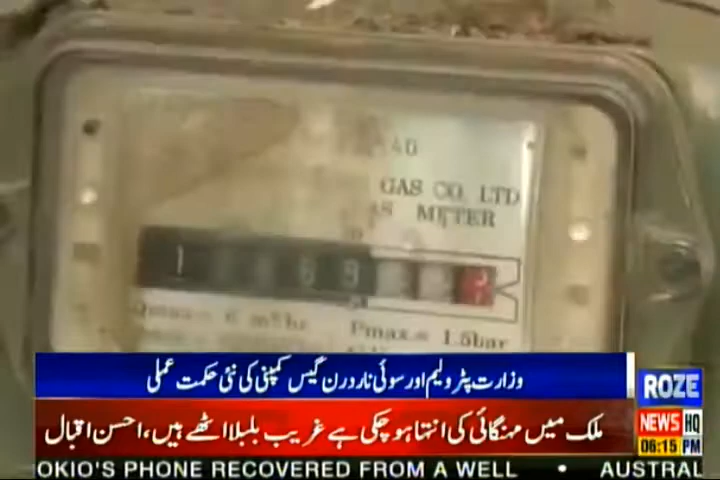 GAS CO. LTD
METER
Pmax.= 1.5bar
وزارت پٹرولیم اور سوئی ناردرن گیس کمپنی کی نئی حکمت عملی
ملک میں مہنگائی کی انتہا ہو چکی ہے غریب بلبلا اٹھے ہیں، احسن اقبال
ROZE
NEWS HQ
06:15 PM
OKIO'S PHONE RECOVERED FROM A WELL • AUSTRAL